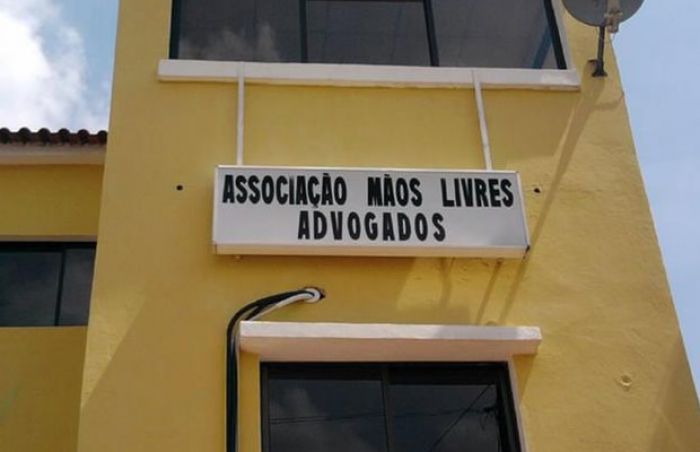 ASSOCIAÇÃO MÃOS LIVRES
ADVOGADOS